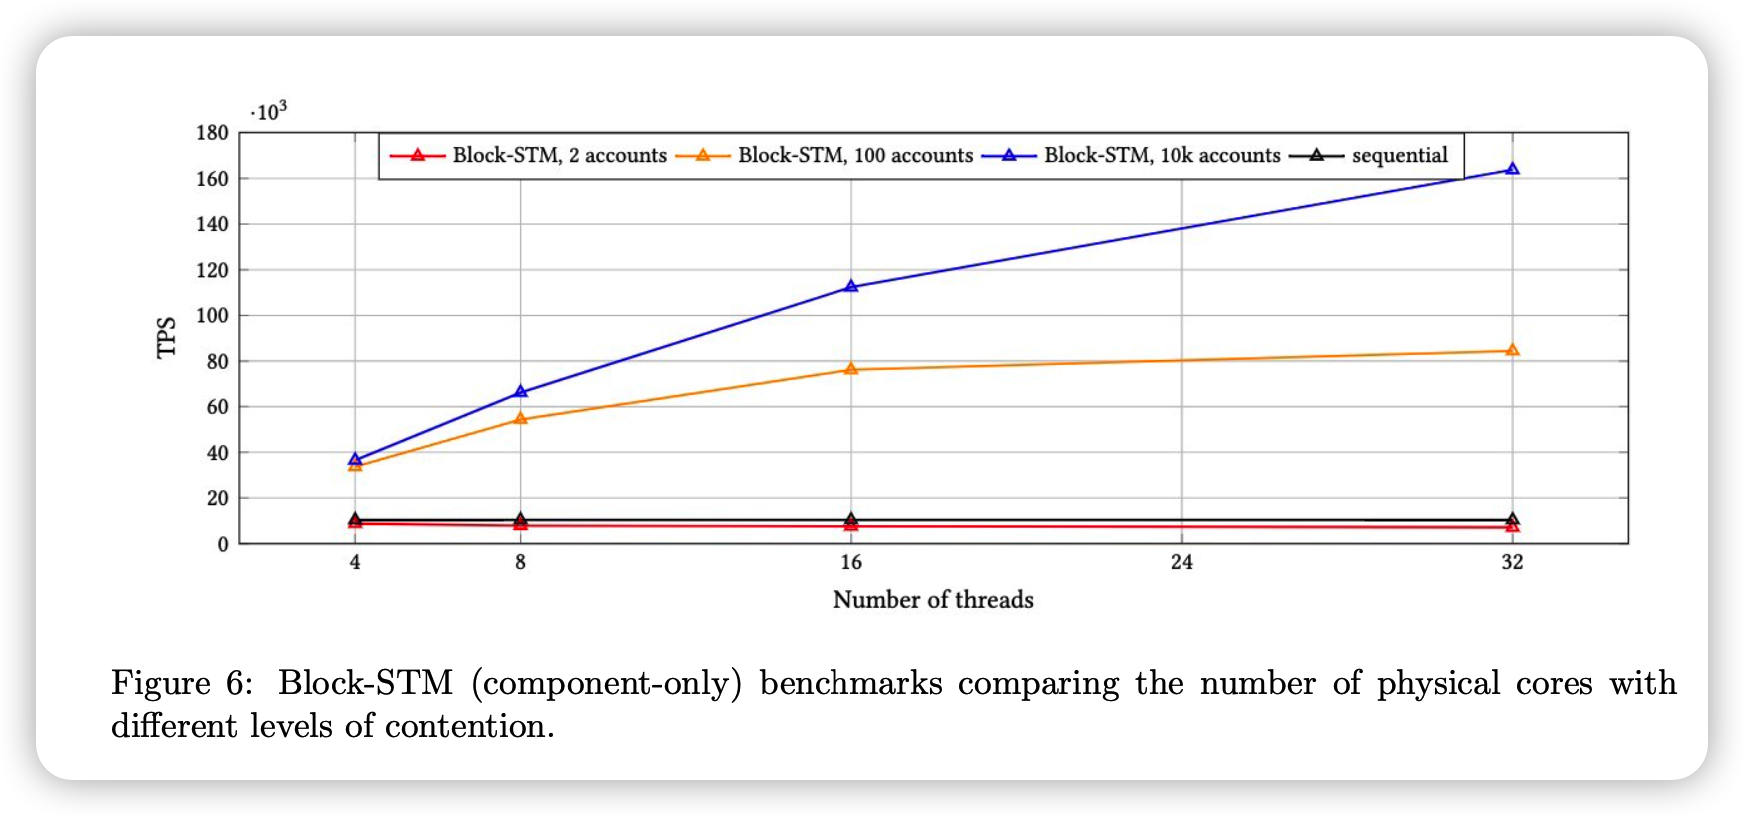 ·10³
180
160
140
120
100
80
60
40
20
0
TPS
Block-STM, 2 accounts Block-STM, 100 accounts Block-STM, 10k accounts sequential
4 8 16 24 32
Number of threads
Figure 6: Block-STM (component-only) benchmarks comparing the number of physical cores with
different levels of contention.